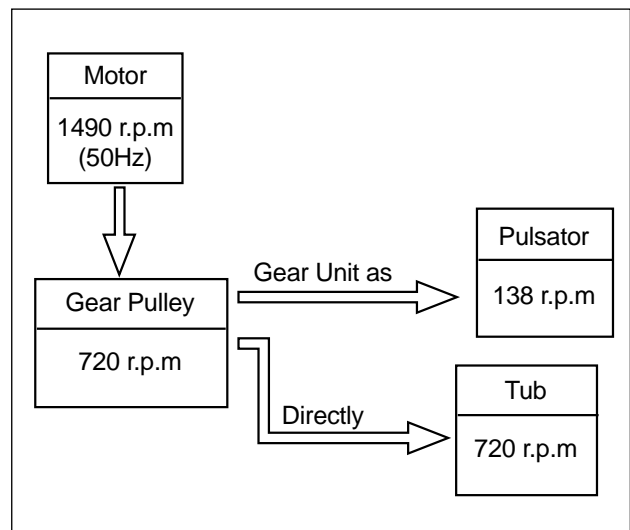 Motor
1490 r.p.m
(50Hz)
Gear Pulley
720 r.p.m
Gear Unit as
Pulsator
138 r.p.m
Directly
Tub
720 r.p.m